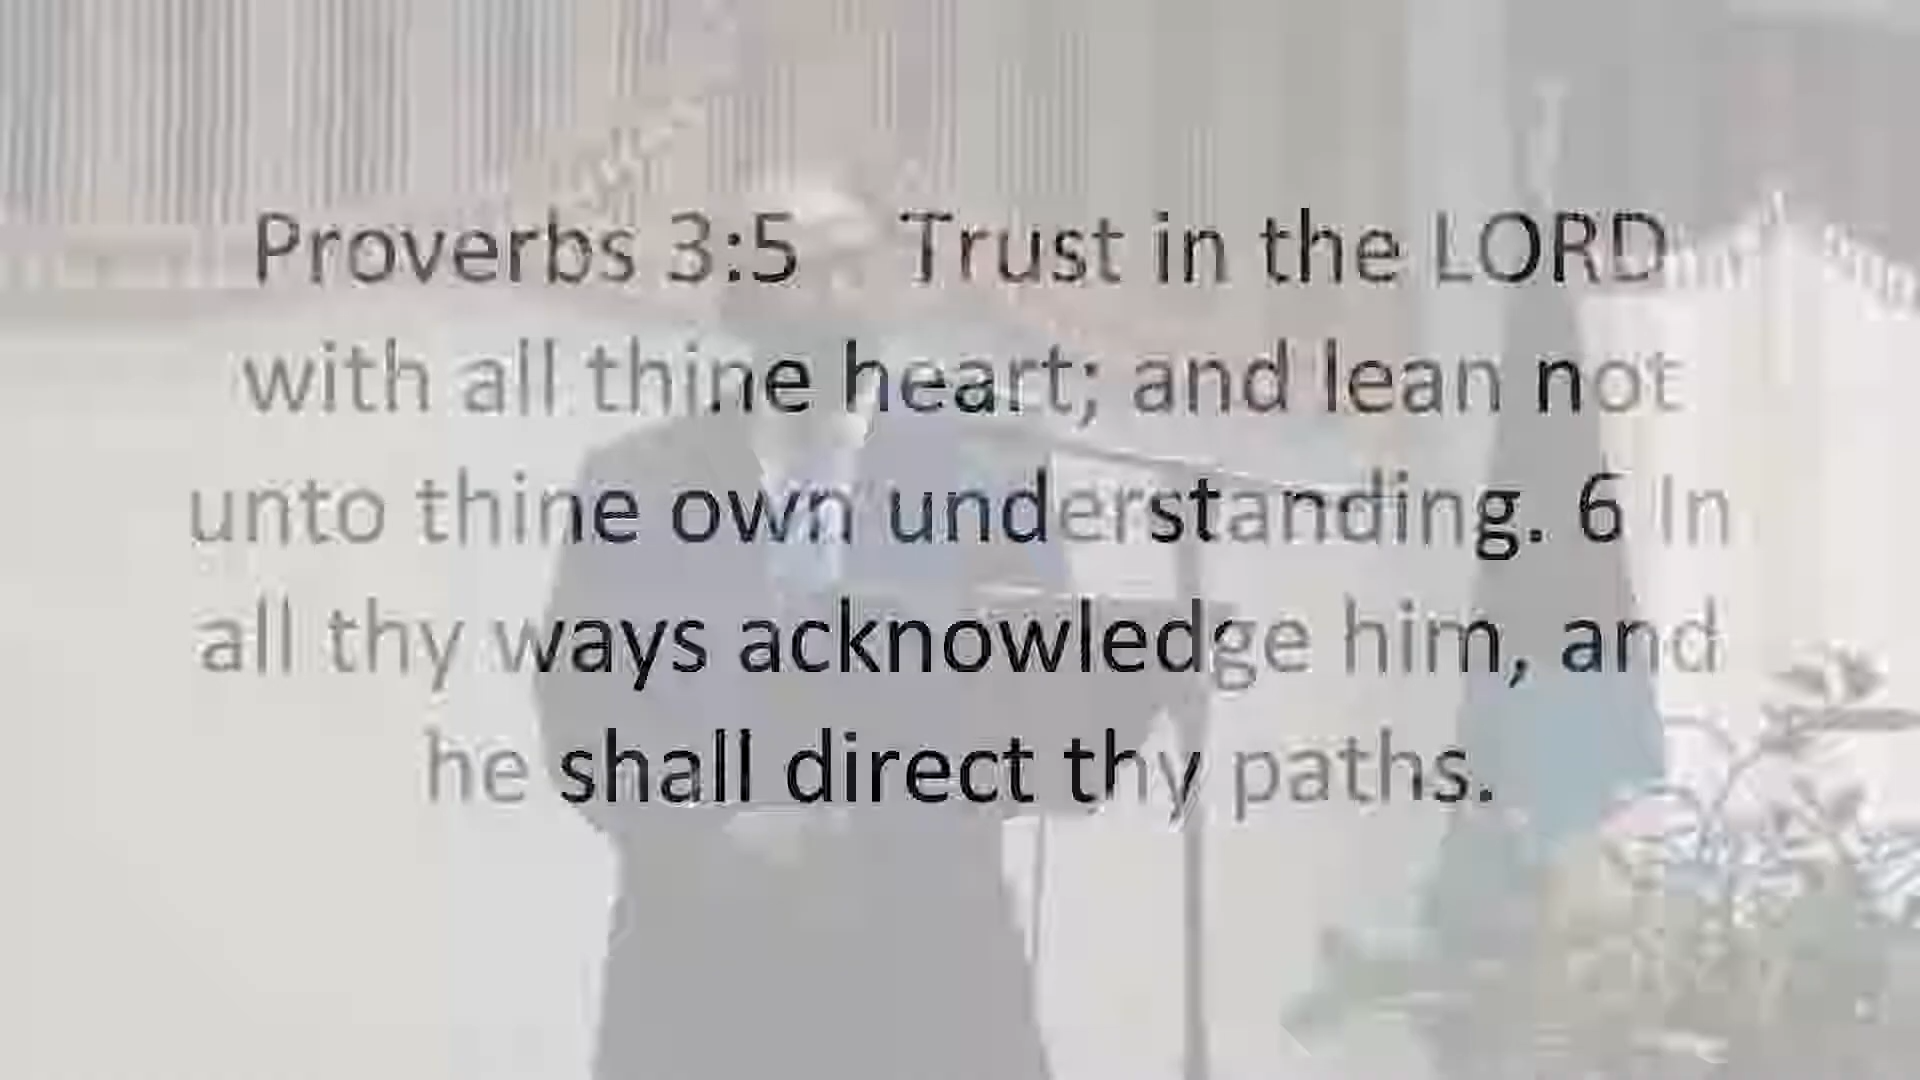 Proverbs 3:5 Trust in the LORD
with all thine heart; and lean not
unto thine own understanding. 6 In
all thy ways acknowledge him, and
he shall direct thy paths.